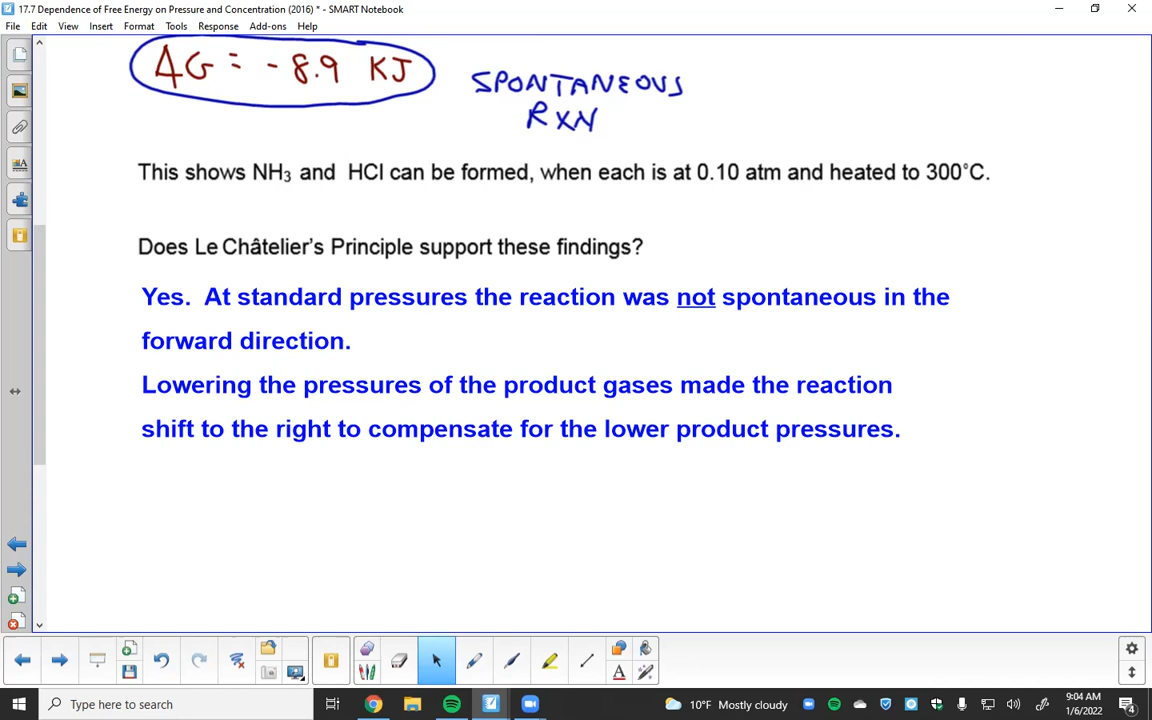 17.7 Dependence of Free Energy on Pressure and Concentration (2016) * - SMART Notebook
File Edit View Insert Format Tools Response Add-ons Help
ΔG = -8.9 KJ
SPONTANEOUS
RXN
This shows NH₃ and HCl can be formed, when each is at 0.10 atm and heated to 300°C.
Does Le Châtelier's Principle support these findings?
Yes. At standard pressures the reaction was not spontaneous in the
forward direction.
Lowering the pressures of the product gases made the reaction
shift to the right to compensate for the lower product pressures.
Type here to search
10°F Mostly cloudy
9:04 AM
1/6/2022
4